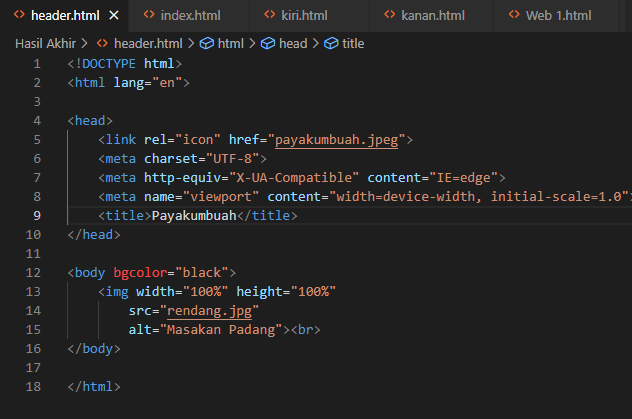 header.html
index.html
kiri.html
kanan.html
Web 1.html
Hasil Akhir > header.html > html > head > title
1 <!DOCTYPE html>
2 <html lang="en">
3
4 <head>
5 <link rel="icon" href="payakumbuah.jpeg">
6 <meta charset="UTF-8">
7 <meta http-equiv="X-UA-Compatible" content="IE=edge">
8 <meta name="viewport" content="width=device-width, initial-scale=1.0">
9 <title>Payakumbuah</title>
10 </head>
11
12 <body bgcolor="black">
13 <img width="100%" height="100%"
14 src="rendang.jpg"
15 alt="Masakan Padang"><br>
16 </body>
17
18 </html>